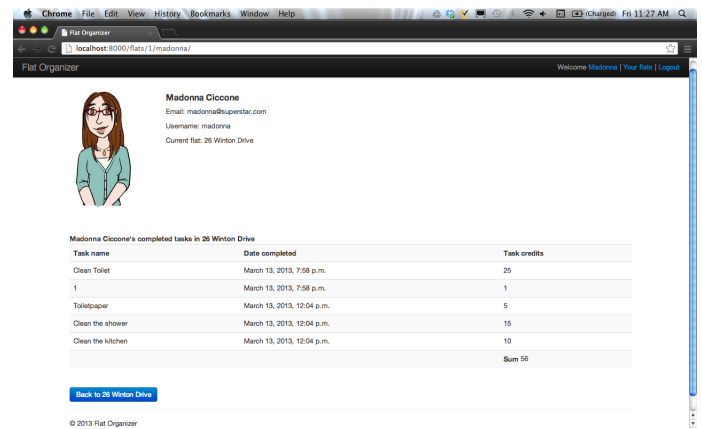 Chrome File Edit View History Bookmarks Window Help (Charged) Fri 11:27 AM
Flat Organizer
localhost:8000/flats/1/madonna/
Flat Organizer Welcome Madonna | Your flats | Logout
Madonna Ciccone
Email: madonna@superstar.com
Username: madonna
Current flat: 26 Winton Drive
Madonna Ciccone's completed tasks in 26 Winton Drive
Task name Date completed Task credits
Clean Toilet March 13, 2013, 7:58 p.m. 25
1 March 13, 2013, 7:58 p.m. 1
Toiletpaper March 13, 2013, 12:04 p.m. 5
Clean the shower March 13, 2013, 12:04 p.m. 15
Clean the kitchen March 13, 2013, 12:04 p.m. 10
Sum 56
Back to 26 Winton Drive
© 2013 Flat Organizer